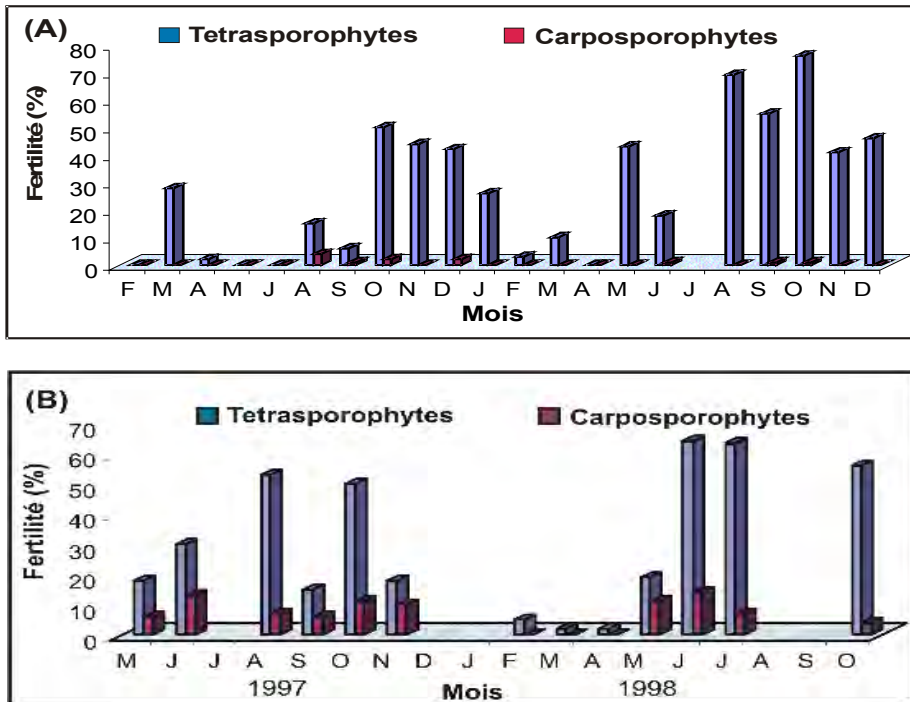 (A)
Tetrasporophytes Carposporophytes
80
70
60
50
40
30
20
10
0
Fertilité (%)
F M A M J A S O N D J F M A M J J A S O N D
Mois
(B)
Tetrasporophytes Carposporophytes
70
60
50
40
30
20
10
0
Fertilité (%)
M J J A S O N D J F M A M J J A S O
1997 Mois 1998